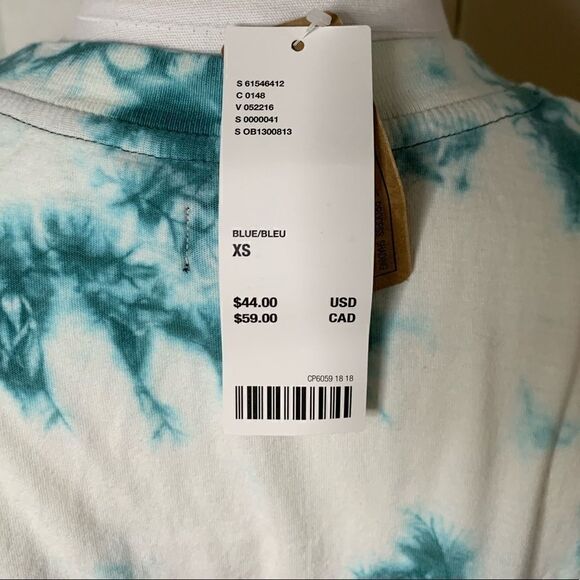 S 61546412
C 0148
V 052216
S 0000041
S OB1300813
BLUE/BLEU
XS
$44.00 USD
$59.00 CAD
CP6059 18 18